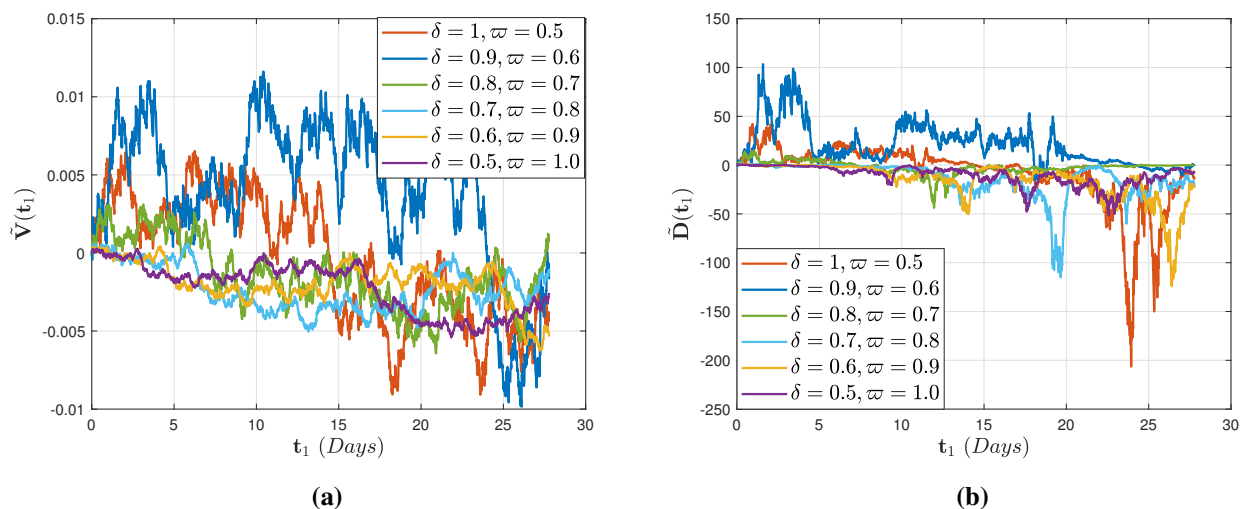 0.015
0.01
0.005
0
-0.005
-0.01
Ṽ(t₁)
δ = 1, ϖ = 0.5
δ = 0.9, ϖ = 0.6
δ = 0.8, ϖ = 0.7
δ = 0.7, ϖ = 0.8
δ = 0.6, ϖ = 0.9
δ = 0.5, ϖ = 1.0
0 5 10 15 20 25 30
t₁ (Days)
(a)
150
100
50
0
-50
-100
-150
-200
-250
D̃(t₁)
δ = 1, ϖ = 0.5
δ = 0.9, ϖ = 0.6
δ = 0.8, ϖ = 0.7
δ = 0.7, ϖ = 0.8
δ = 0.6, ϖ = 0.9
δ = 0.5, ϖ = 1.0
0 5 10 15 20 25 30
t₁ (Days)
(b)